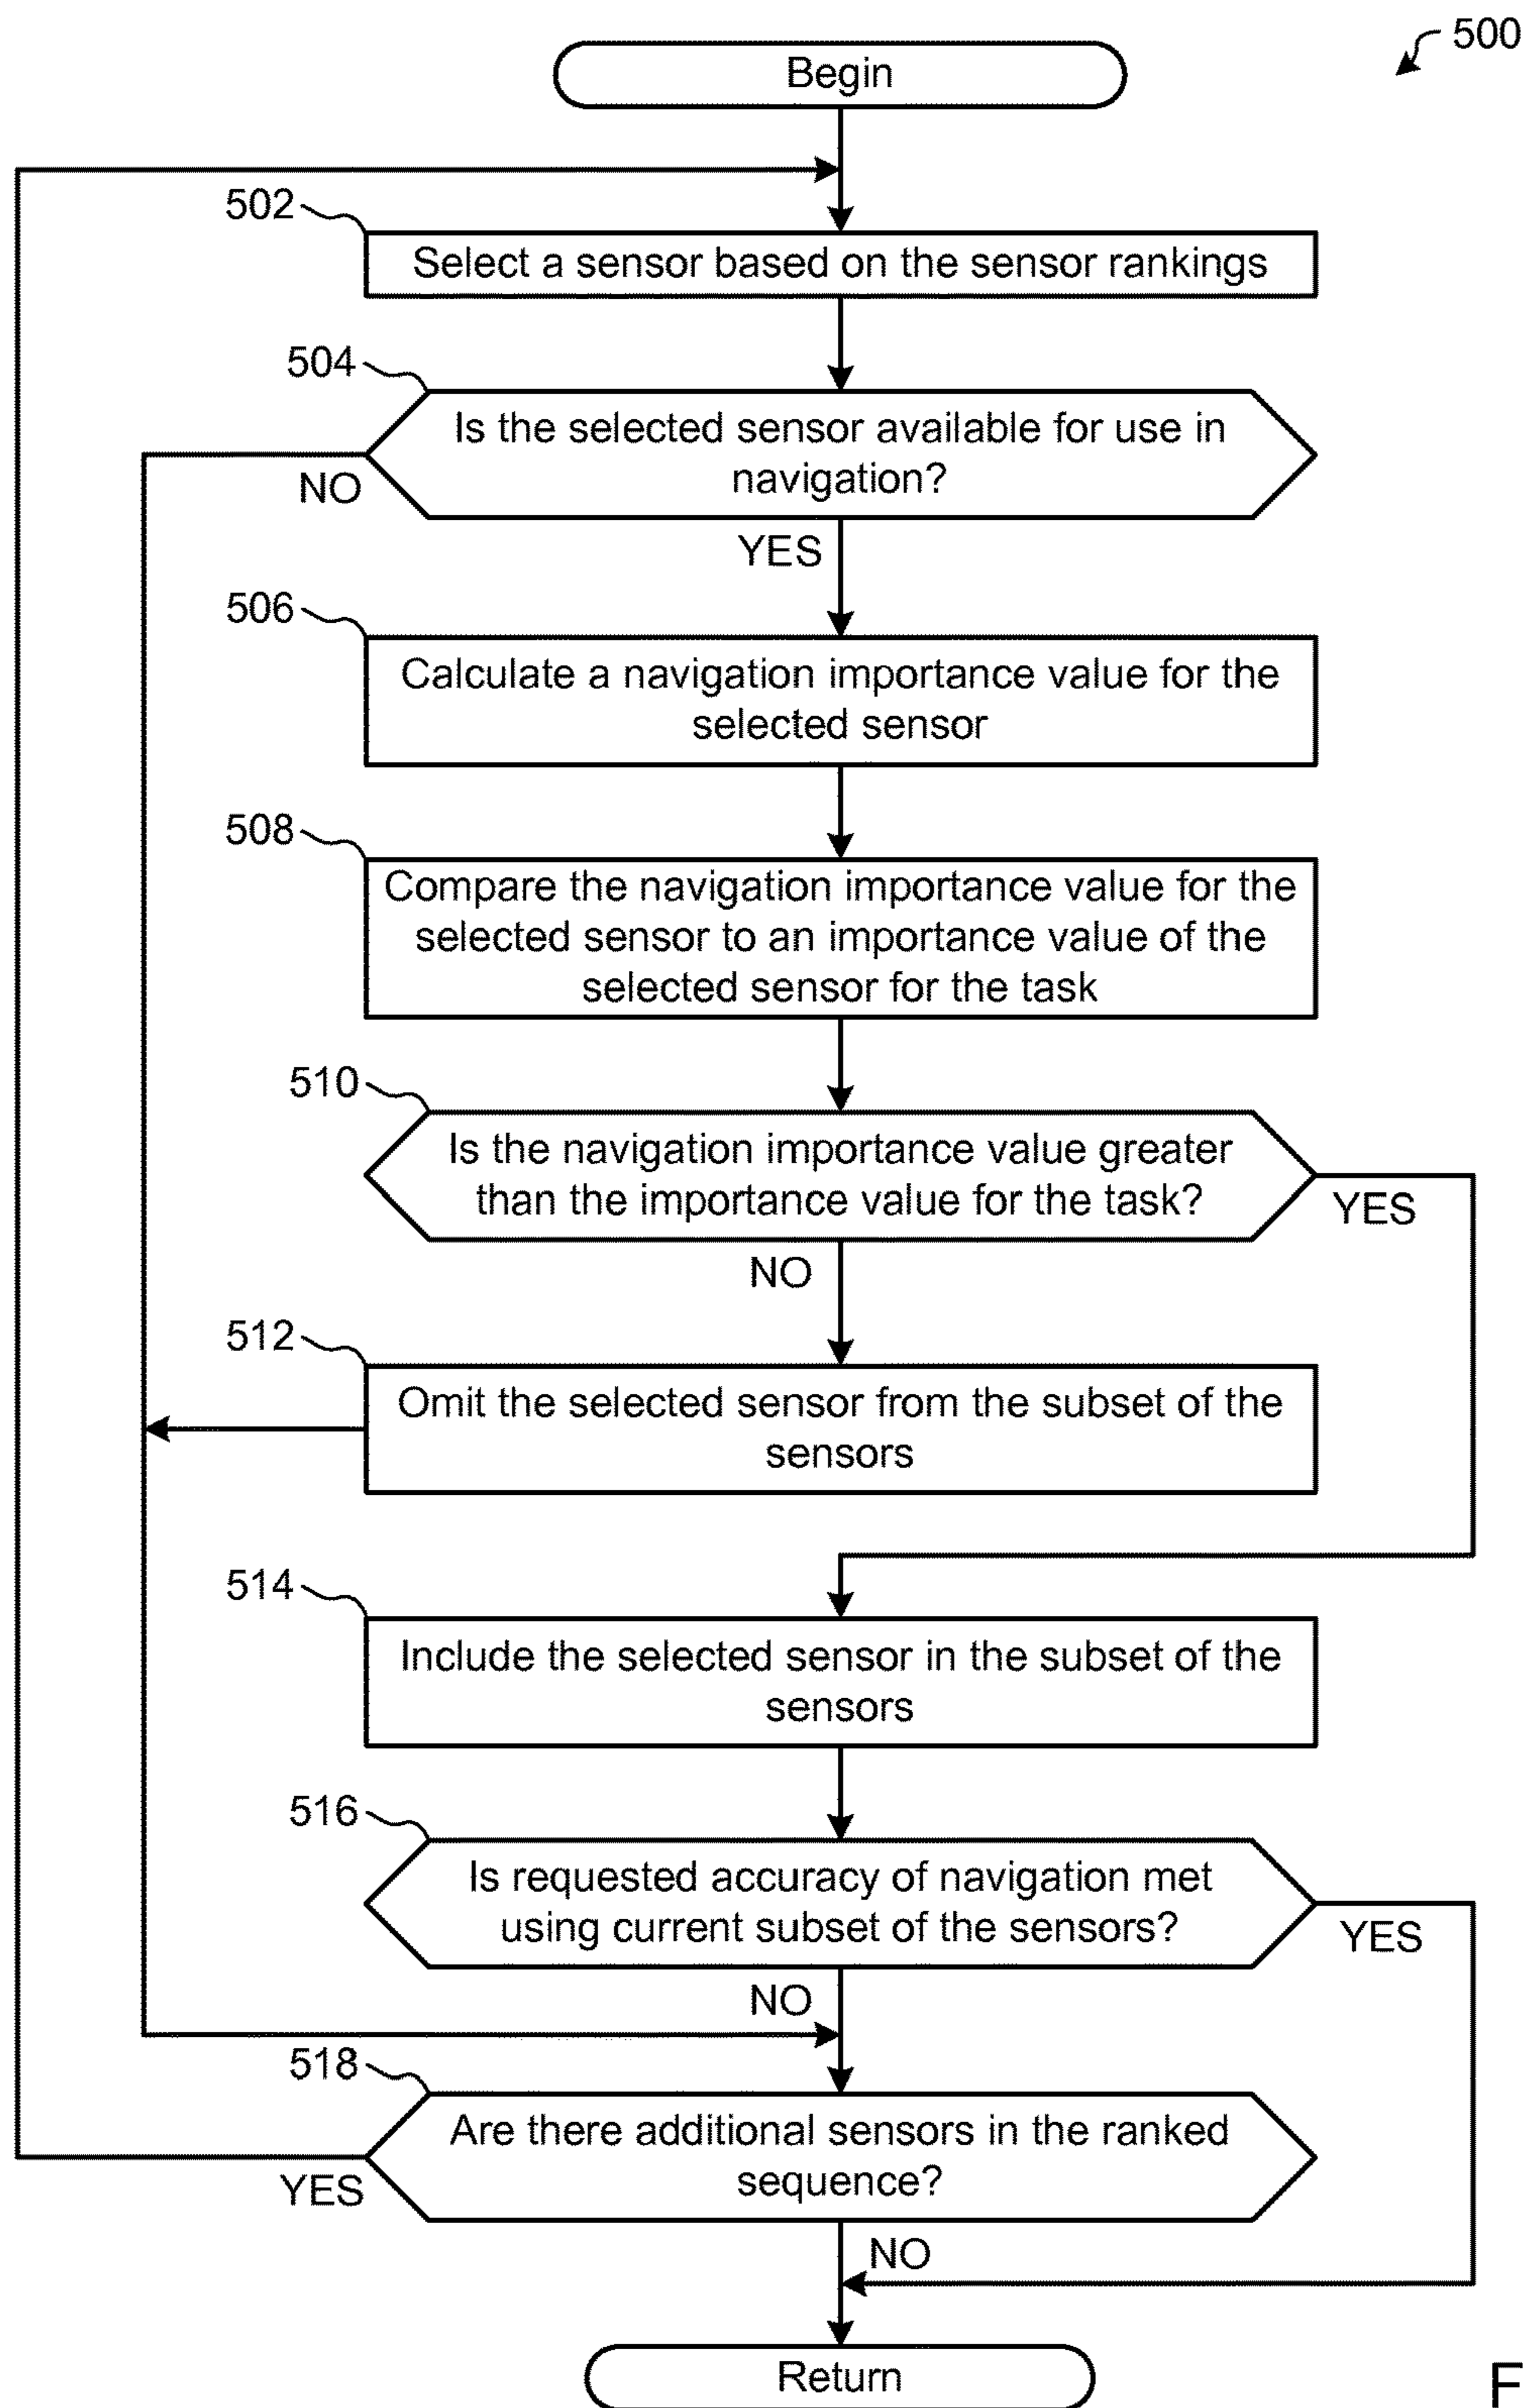 500
Begin
502
Select a sensor based on the sensor rankings
504
Is the selected sensor available for use in
navigation?
NO
YES
506
Calculate a navigation importance value for the
selected sensor
508
Compare the navigation importance value for the
selected sensor to an importance value of the
selected sensor for the task
510
Is the navigation importance value greater
than the importance value for the task?
YES
NO
512
Omit the selected sensor from the subset of the
sensors
514
Include the selected sensor in the subset of the
sensors
516
Is requested accuracy of navigation met
using current subset of the sensors?
YES
NO
518
Are there additional sensors in the ranked
sequence?
YES
NO
Return
F